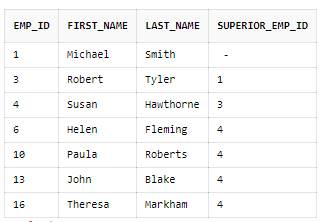 EMP_ID FIRST_NAME LAST_NAME SUPERIOR_EMP_ID
1 Michael Smith -
3 Robert Tyler 1
4 Susan Hawthorne 3
6 Helen Fleming 4
10 Paula Roberts 4
13 John Blake 4
16 Theresa Markham 4